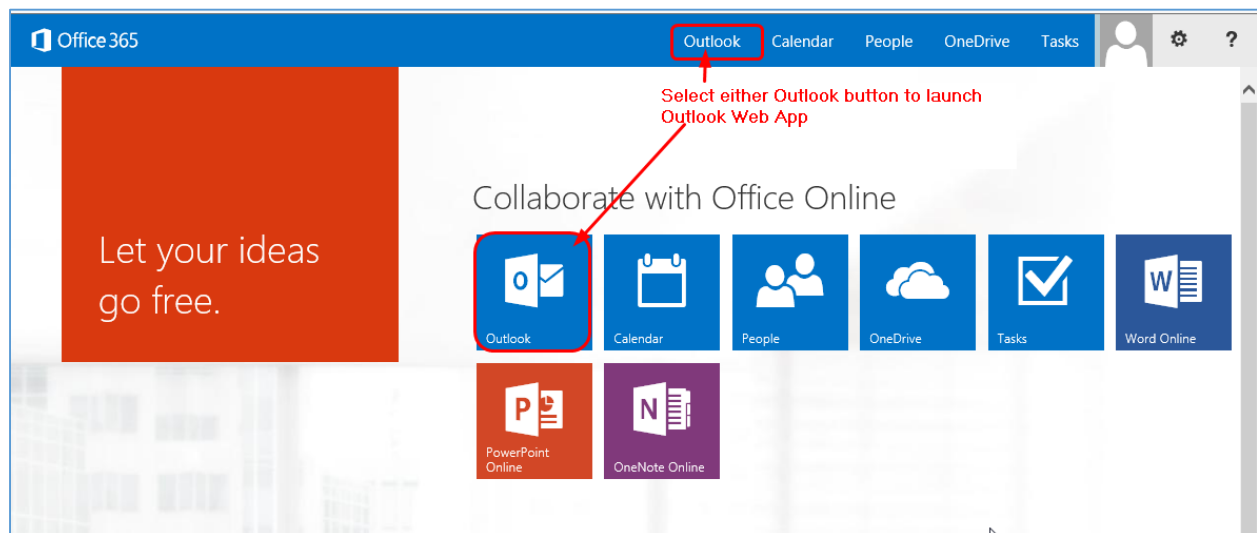 Office 365
Outlook
Calendar
People
OneDrive
Tasks
?
Select either Outlook button to launch
Outlook Web App
Let your ideas
go free.
Collaborate with Office Online
O
Outlook
Calendar
People
OneDrive
Tasks
W
Word Online
P
PowerPoint
Online
N
OneNote Online